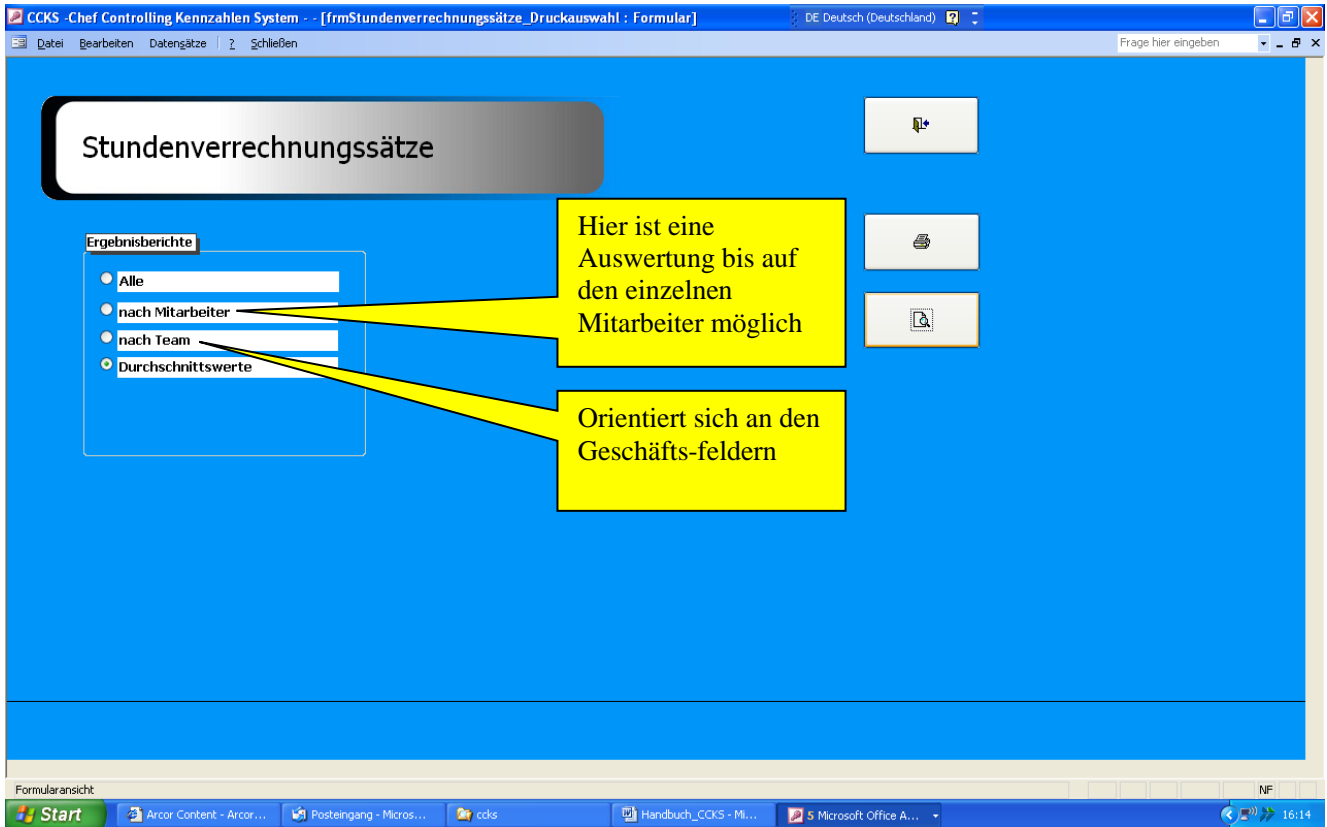 CCKS -Chef Controlling Kennzahlen System - - [frmStundenverrechnungssätze_Druckauswahl : Formular]
DE Deutsch (Deutschland)
Datei Bearbeiten Datensätze ? Schließen
Frage hier eingeben
Stundenverrechnungssätze
Ergebnisberichte
Alle
nach Mitarbeiter
nach Team
Durchschnittswerte
Hier ist eine
Auswertung bis auf
den einzelnen
Mitarbeiter möglich
Orientiert sich an den
Geschäfts-feldern
Formularansicht
NF
Start
Arcor Content - Arcor...
Posteingang - Micros...
ccks
Handbuch_CCKS - Mi...
5 Microsoft Office A...
16:14